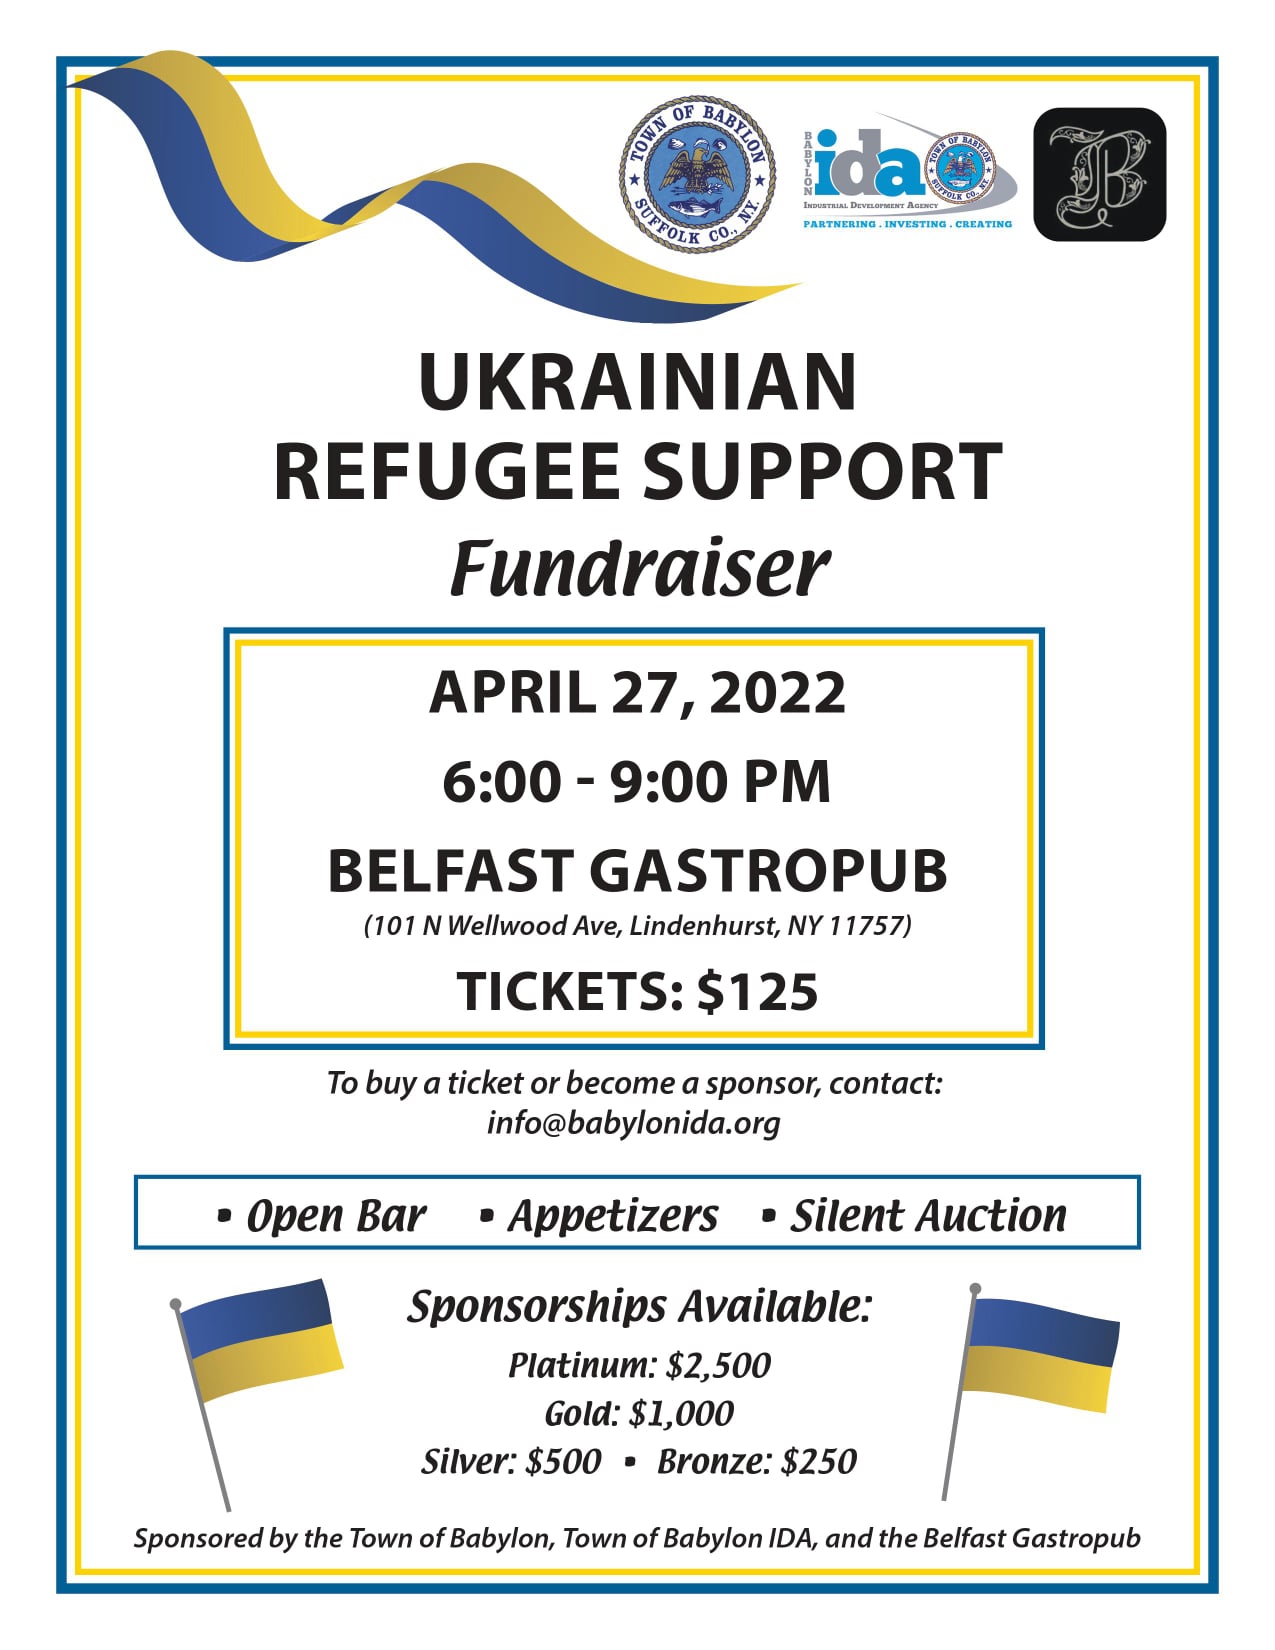 TOWN OF BABYLON
SUFFOLK CO., N.Y.
BABYLON
ida
TOWN OF BABYLON
SUFFOLK CO., N.Y.
INDUSTRIAL DEVELOPMENT AGENCY
PARTNERING . INVESTING . CREATING
B
UKRAINIAN
REFUGEE SUPPORT
Fundraiser
APRIL 27, 2022
6:00 - 9:00 PM
BELFAST GASTROPUB
(101 N Wellwood Ave, Lindenhurst, NY 11757)
TICKETS: $125
To buy a ticket or become a sponsor, contact:
info@babylonida.org
• Open Bar • Appetizers • Silent Auction
Sponsorships Available:
Platinum: $2,500
Gold: $1,000
Silver: $500 • Bronze: $250
Sponsored by the Town of Babylon, Town of Babylon IDA, and the Belfast Gastropub